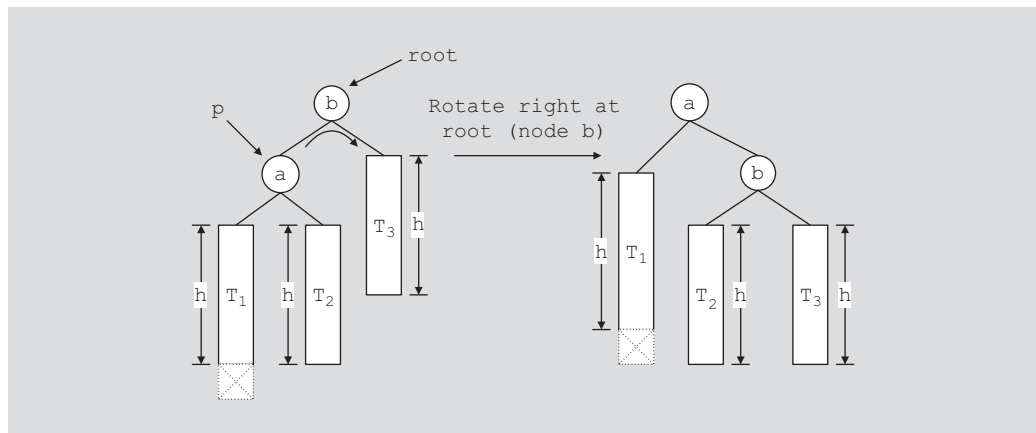 root
b
p
a
Rotate right at
root (node b)
a
b
T3
h
h
T1
h
T2
h
T1
T2
h
T3
h